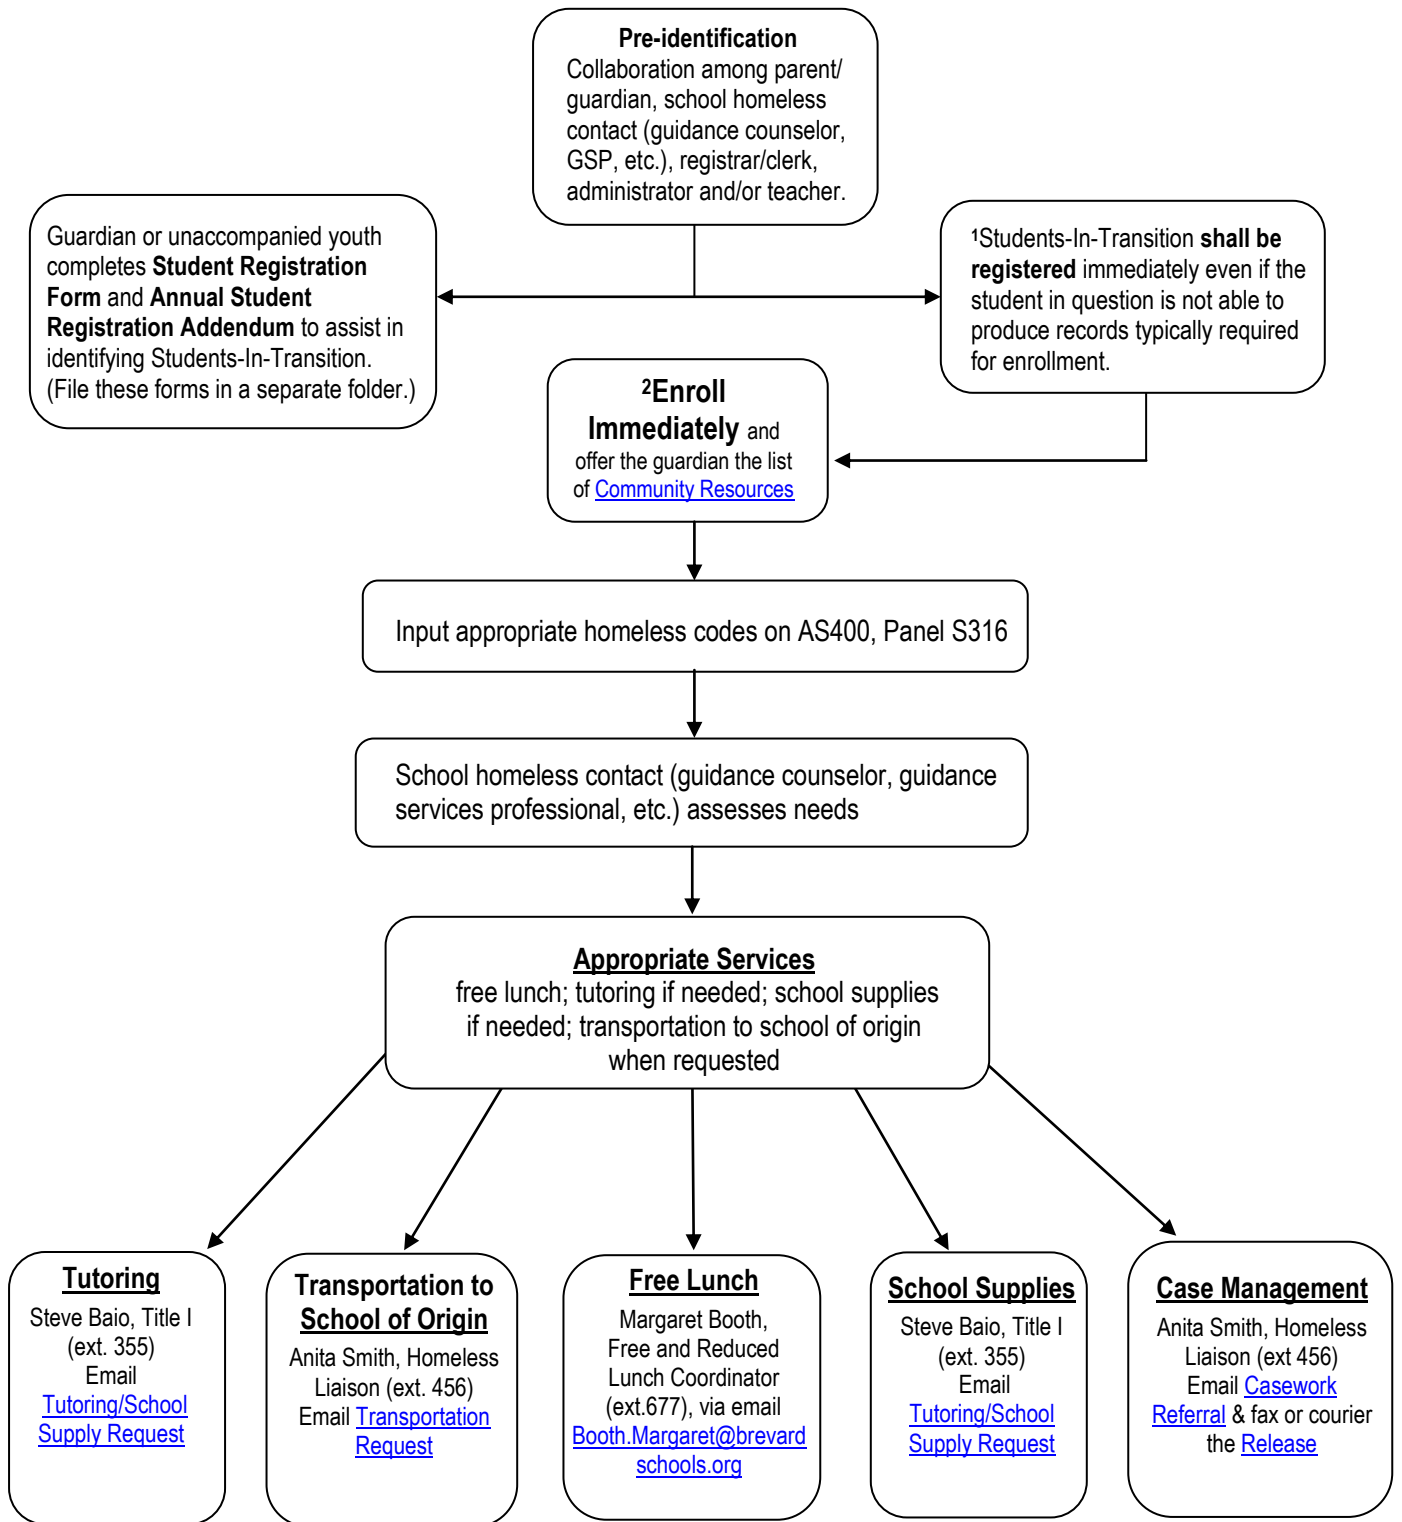 Pre-identification
Collaboration among parent/
guardian, school homeless
contact (guidance counselor,
GSP, etc.), registrar/clerk,
administrator and/or teacher.
Guardian or unaccompanied youth
completes Student Registration
Form and Annual Student
Registration Addendum to assist in
identifying Students-In-Transition.
(File these forms in a separate folder.)
¹Students-In-Transition shall be
registered immediately even if the
student in question is not able to
produce records typically required
for enrollment.
²Enroll
Immediately and
offer the guardian the list
of Community Resources
Input appropriate homeless codes on AS400, Panel S316
School homeless contact (guidance counselor, guidance
services professional, etc.) assesses needs
Appropriate Services
free lunch; tutoring if needed; school supplies
if needed; transportation to school of origin
when requested
Tutoring
Steve Baio, Title I
(ext. 355)
Email
Tutoring/School
Supply Request
Transportation to
School of Origin
Anita Smith, Homeless
Liaison (ext. 456)
Email Transportation
Request
Free Lunch
Margaret Booth,
Free and Reduced
Lunch Coordinator
(ext.677), via email
Booth.Margaret@brevard
schools.org
School Supplies
Steve Baio, Title I
(ext. 355)
Email
Tutoring/School
Supply Request
Case Management
Anita Smith, Homeless
Liaison (ext 456)
Email Casework
Referral & fax or courier
the Release